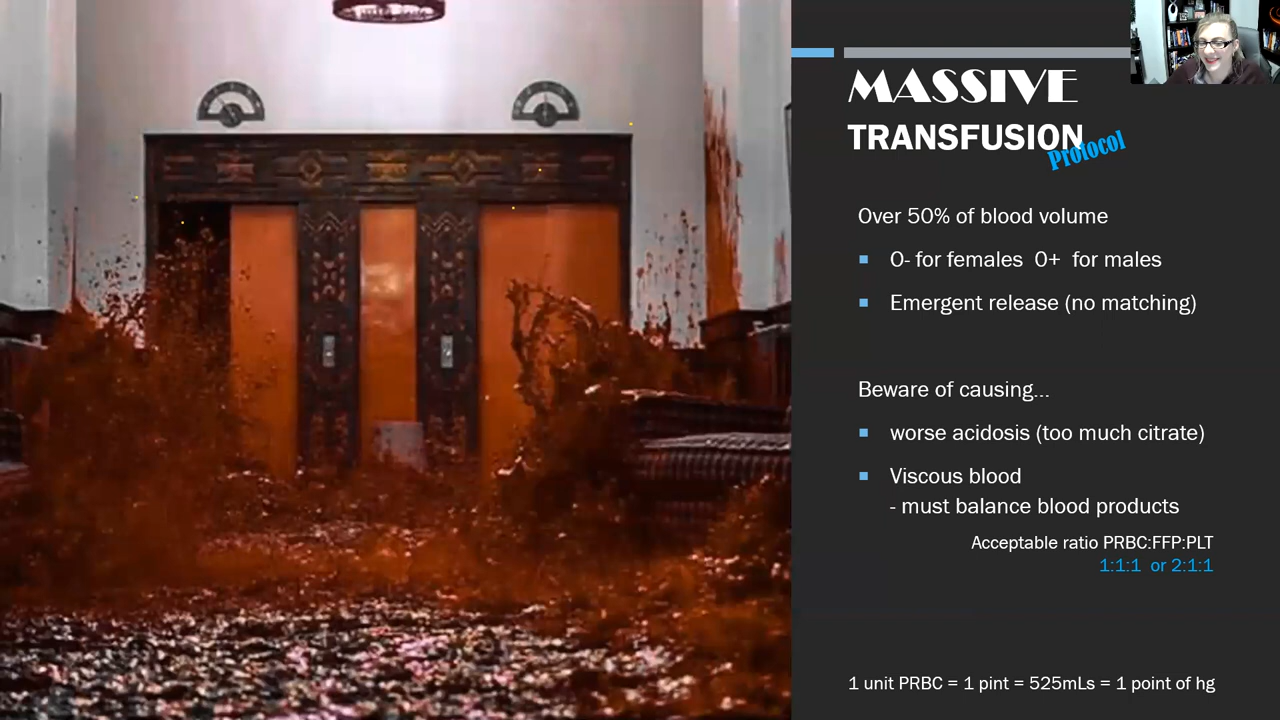 MASSIVE
TRANSFUSION
Protocol
Over 50% of blood volume
O- for females O+ for males
Emergent release (no matching)
Beware of causing...
worse acidosis (too much citrate)
Viscous blood
- must balance blood products
Acceptable ratio PRBC:FFP:PLT
1:1:1 or 2:1:1
1 unit PRBC = 1 pint = 525mLs = 1 point of hg